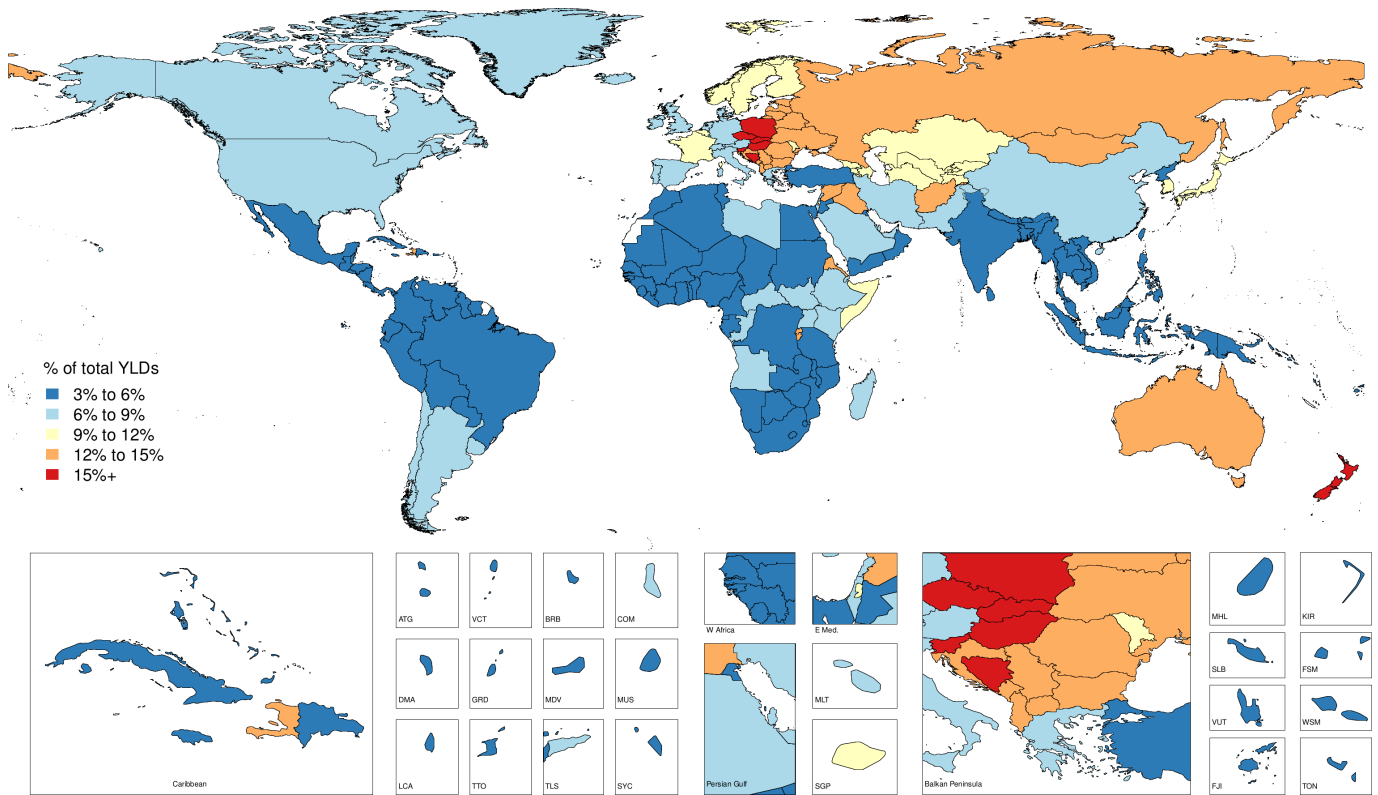 % of total YLDs
3% to 6%
6% to 9%
9% to 12%
12% to 15%
15%+
Caribbean
ATG
VCT
BRB
COM
DMA
GRD
MDV
MUS
LCA
TTO
TLS
SYC
W Africa
E Med.
Persian Gulf
MLT
SGP
Balkan Peninsula
MHL
KIR
SLB
FSM
VUT
WSM
FJI
TON